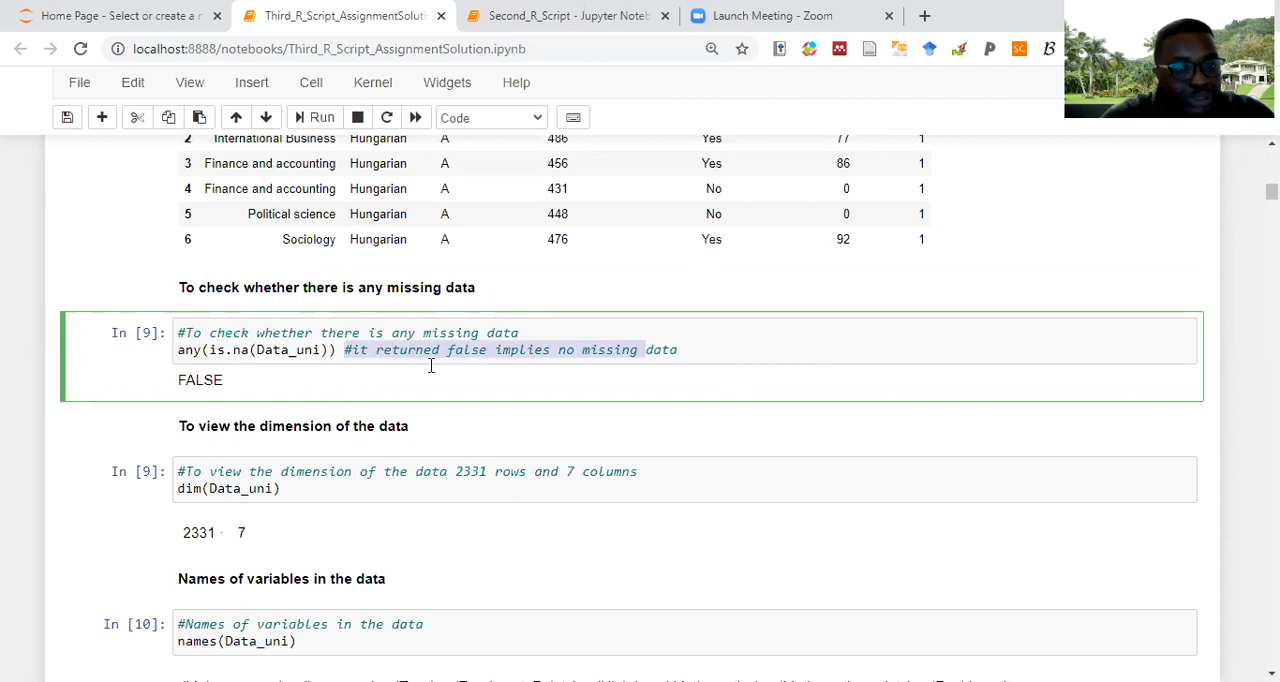 Home Page - Select or create a r
Third_R_Script_AssignmentSoluti
Second_R_Script - Jupyter Noteb
Launch Meeting - Zoom
localhost:8888/notebooks/Third_R_Script_AssignmentSolution.ipynb
File Edit View Insert Cell Kernel Widgets Help
Run Code
2 International Business Hungarian A 486 Yes 77 1
3 Finance and accounting Hungarian A 456 Yes 86 1
4 Finance and accounting Hungarian A 431 No 0 1
5 Political science Hungarian A 448 No 0 1
6 Sociology Hungarian A 476 Yes 92 1
To check whether there is any missing data
In [9]: #To check whether there is any missing data
any(is.na(Data_uni)) #it returned false implies no missing data
FALSE
To view the dimension of the data
In [9]: #To view the dimension of the data 2331 rows and 7 columns
dim(Data_uni)
2331 · 7
Names of variables in the data
In [10]: #Names of variables in the data
names(Data_uni)